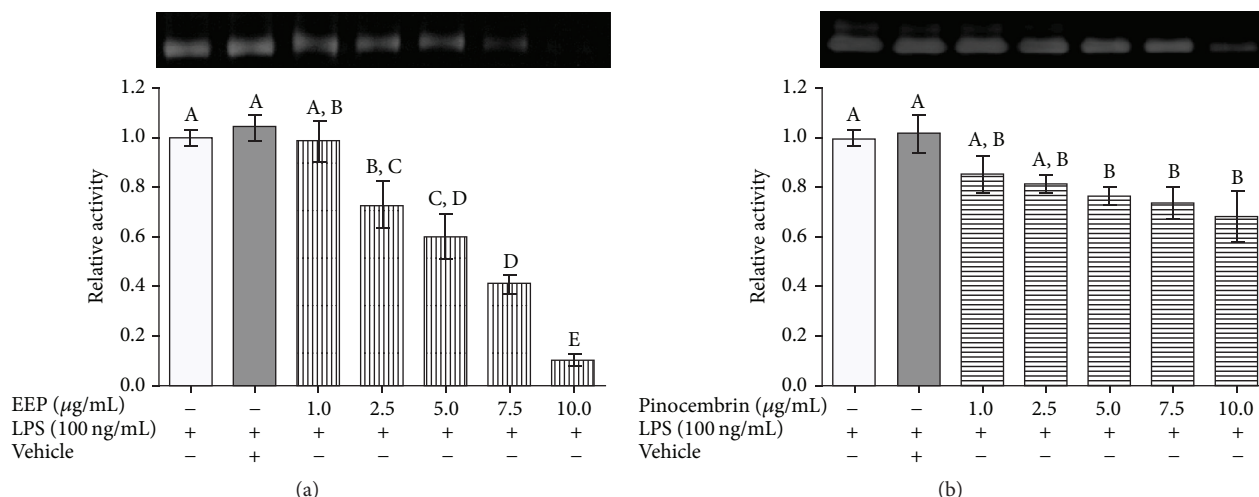 1.2
1.0
0.8
0.6
0.4
0.2
0.0
Relative activity
A
A
A, B
B, C
C, D
D
E
EEP (μg/mL) – – 1.0 2.5 5.0 7.5 10.0
LPS (100 ng/mL) + + + + + + +
Vehicle – + – – – – –
(a)
1.2
1.0
0.8
0.6
0.4
0.2
0.0
Relative activity
A
A
A, B
A, B
B
B
B
Pinocembrin (μg/mL) – – 1.0 2.5 5.0 7.5 10.0
LPS (100 ng/mL) + + + + + + +
Vehicle – + – – – – –
(b)